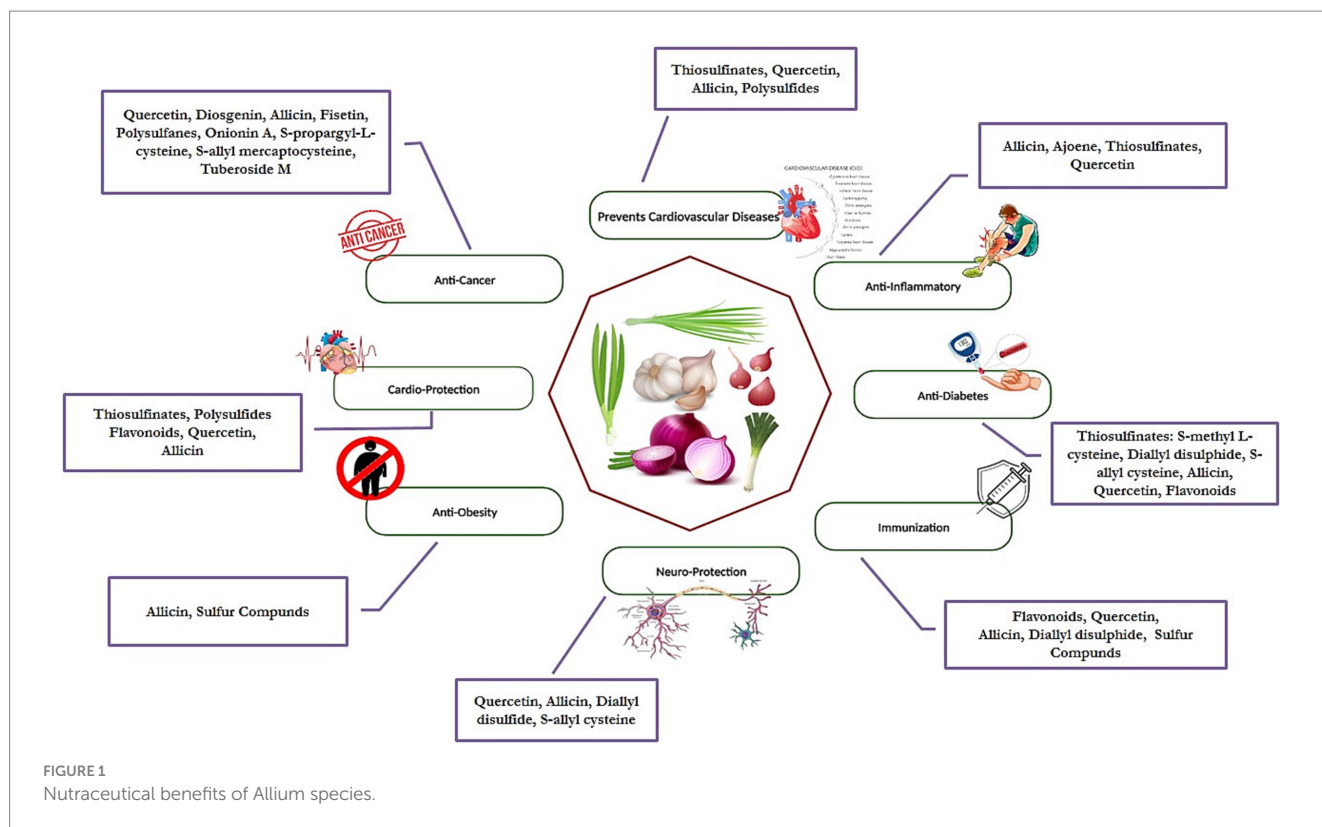 Thiosulfinates, Quercetin,
Allicin, Polysulfides
Quercetin, Diosgenin, Allicin, Fisetin,
Polysulfanes, Onionin A, S-propargyl-L-
cysteine, S-allyl mercaptocysteine,
Tuberoside M
Allicin, Ajoene, Thiosulfinates,
Quercetin
CARDIOVASCULAR DISEASE (CVD)
Prevents Cardiovascular Diseases
ANTI CANCER
Anti-Cancer
Anti-Inflammatory
Cardio-Protection
Anti-Diabetes
Thiosulfinates, Polysulfides
Flavonoids, Quercetin,
Allicin
Thiosulfinates: S-methyl L-
cysteine, Diallyl disulphide, S-
allyl cysteine, Allicin,
Quercetin, Flavonoids
Anti-Obesity
Immunization
Neuro-Protection
Allicin, Sulfur Compunds
Flavonoids, Quercetin,
Allicin, Diallyl disulphide, Sulfur
Compunds
Quercetin, Allicin, Diallyl
disulfide, S-allyl cysteine
FIGURE 1
Nutraceutical benefits of Allium species.